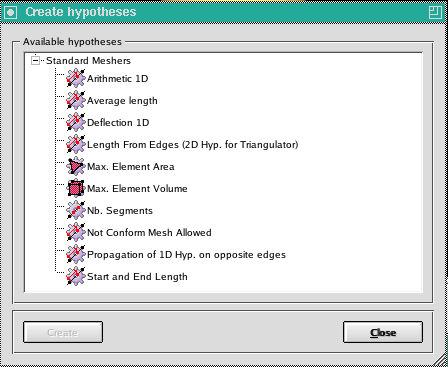 Create hypotheses
Available hypotheses
Standard Meshers
Arithmetic 1D
Average length
Deflection 1D
Length From Edges (2D Hyp. for Triangulator)
Max. Element Area
Max. Element Volume
Nb. Segments
Not Conform Mesh Allowed
Propagation of 1D Hyp. on opposite edges
Start and End Length
Create
Close